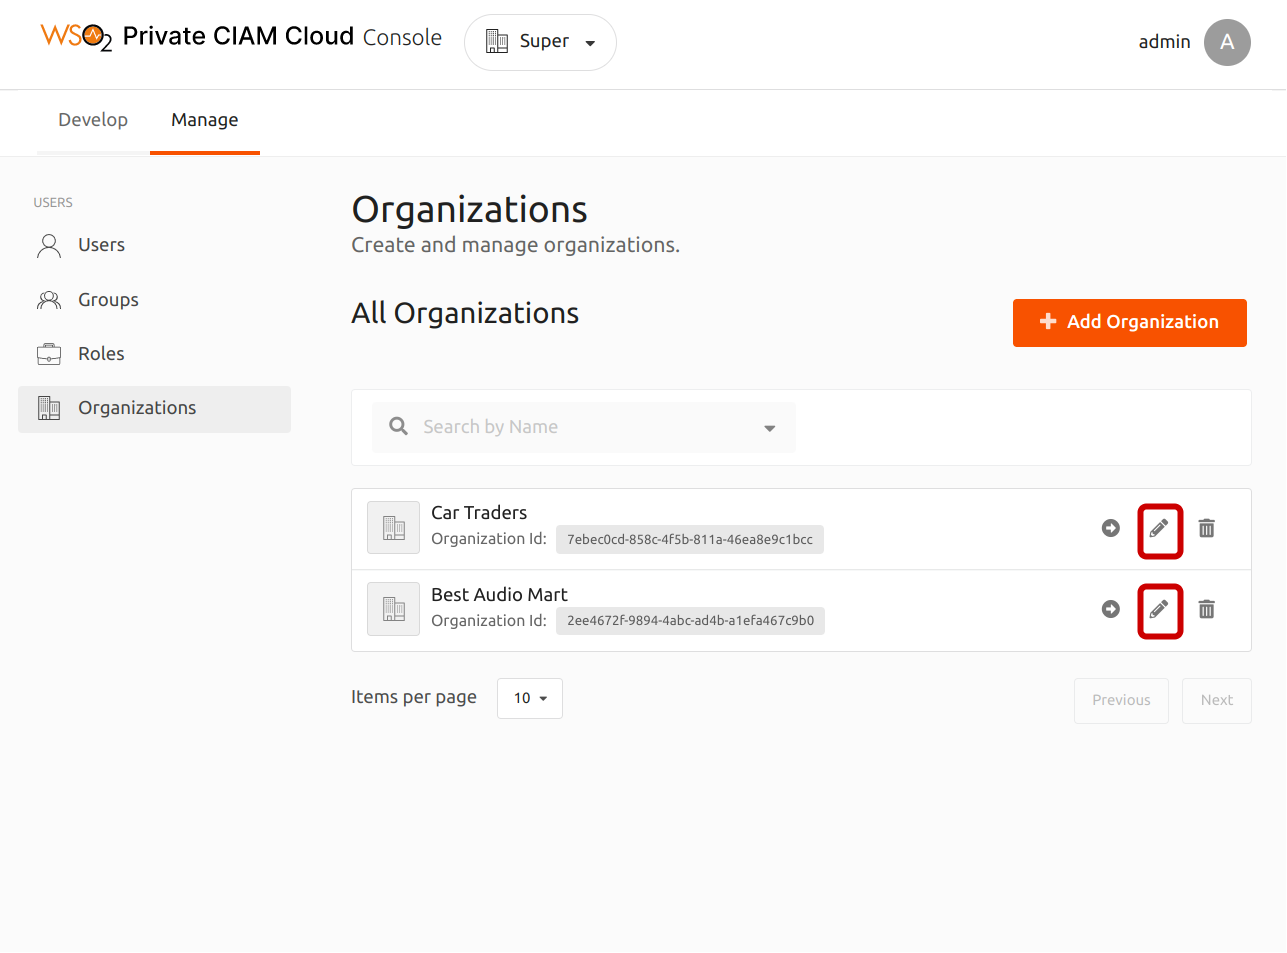 WSO2 Private CIAM Cloud Console
Super
admin
A
Develop
Manage
USERS
Users
Groups
Roles
Organizations
Organizations
Create and manage organizations.
All Organizations
Add Organization
Search by Name
Car Traders
Organization Id: 7ebec0cd-858c-4f5b-811a-46ea8e9c1bcc
Best Audio Mart
Organization Id: 2ee4672f-9894-4abc-ad4b-a1efa467c9b0
Items per page
10
Previous
Next